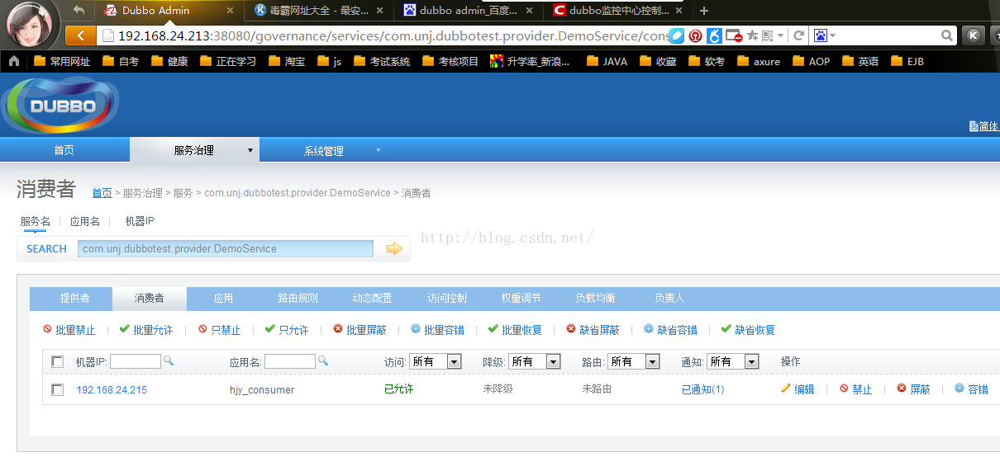 Dubbo Admin × 毒霸网址大全 - 最安... × dubbo admin_百度... × dubbo监控中心控制... × +
192.168.24.213:38080/governance/services/com.unj.dubbotest.provider.DemoService/cons
常用网址 自考 健康 正在学习 淘宝 js 考试系统 考核项目 升学率_新浪... JAVA 收藏 软考 axure AOP 英语 EJB
DUBBO
简体
首页 服务治理 系统管理
消费者 首页 > 服务治理 > 服务 > com.unj.dubbotest.provider.DemoService > 消费者
服务名 | 应用名 | 机器IP
http://blog.csdn.net/
SEARCH com.unj.dubbotest.provider.DemoService
提供者 消费者 应用 路由规则 动态配置 访问控制 权重调节 负载均衡 负责人
批量禁止 | 批量允许 | 只禁止 | 只允许 | 批量屏蔽 | 批量容错 | 批量恢复 | 缺省屏蔽 | 缺省容错 | 缺省恢复
机器IP: 应用名: 访问: 所有 降级: 所有 路由: 所有 通知: 所有 操作
192.168.24.215 hjy_consumer 已允许 未降级 未路由 已通知(1) 编辑 | 禁止 | 屏蔽 | 容错